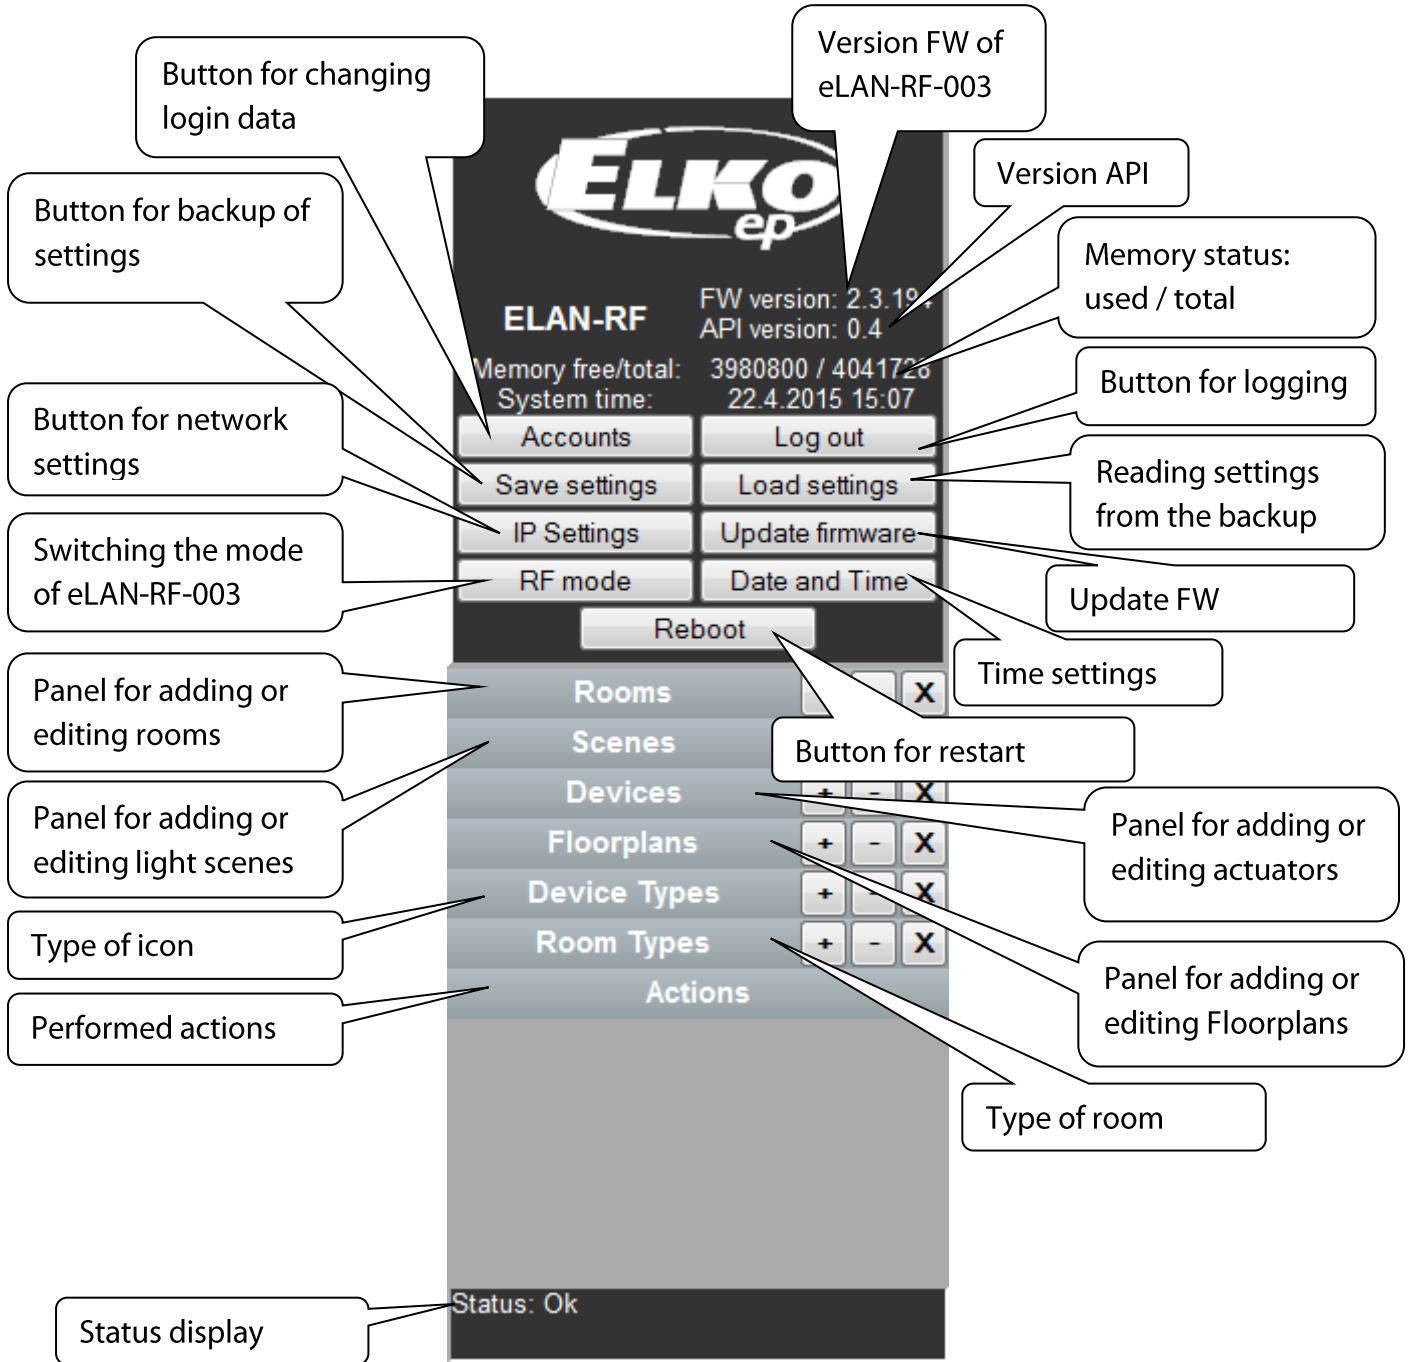 Version FW of
eLAN-RF-003
Button for changing
login data
ELKO
ep
Version API
Button for backup of
settings
Memory status:
used / total
ELAN-RF
FW version: 2.3.194
API version: 0.4
Memory free/total: 3980800 / 4041728
System time: 22.4.2015 15:07
Button for logging
Button for network
settings
Accounts
Log out
Reading settings
from the backup
Save settings
Load settings
IP Settings
Update firmware
Switching the mode
of eLAN-RF-003
RF mode
Date and Time
Update FW
Reboot
Time settings
Panel for adding or
editing rooms
Rooms X
Button for restart
Scenes
Panel for adding or
editing light scenes
Devices + - X
Panel for adding or
editing actuators
Floorplans + - X
Device Types + - X
Type of icon
Room Types + - X
Panel for adding or
editing Floorplans
Actions
Performed actions
Type of room
Status: Ok
Status display